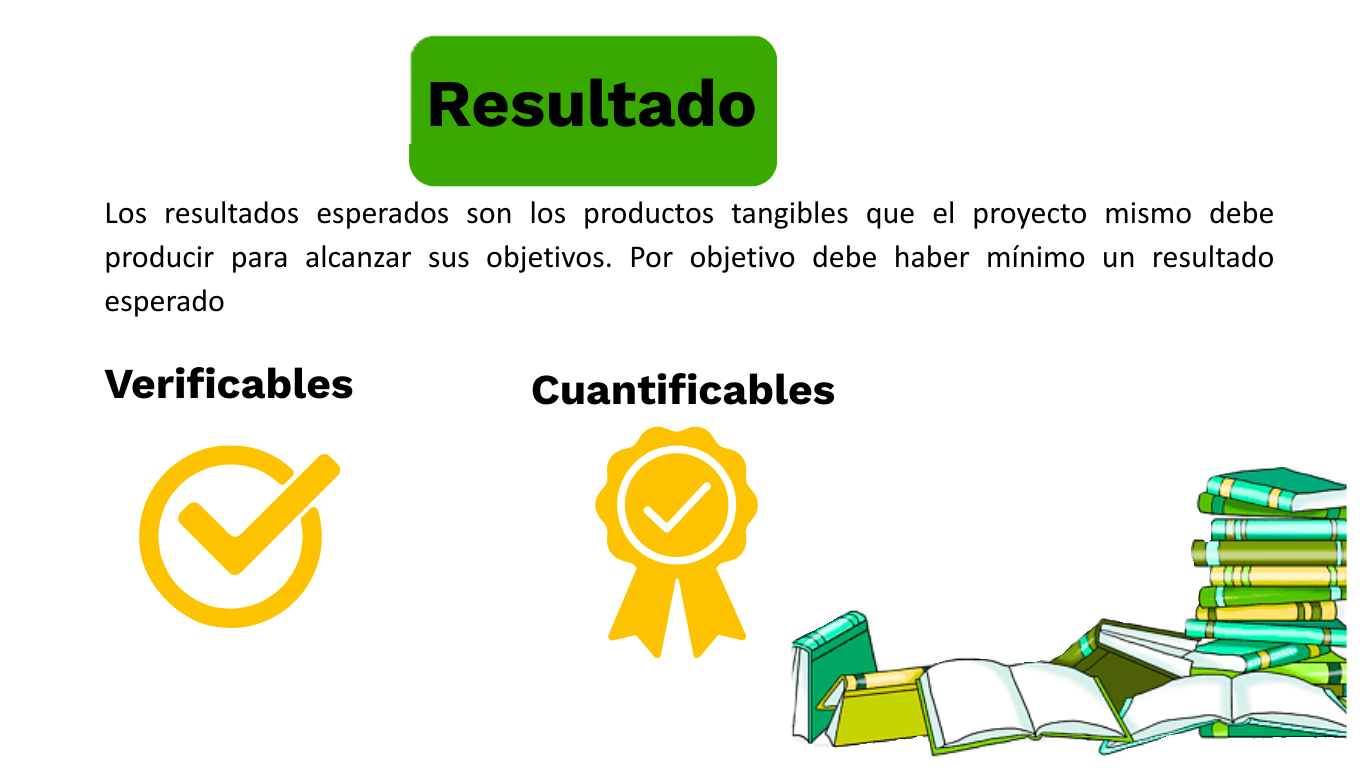 Resultado
Los resultados esperados son los productos tangibles que el proyecto mismo debe
producir para alcanzar sus objetivos. Por objetivo debe haber mínimo un resultado
esperado
Verificables
Cuantificables